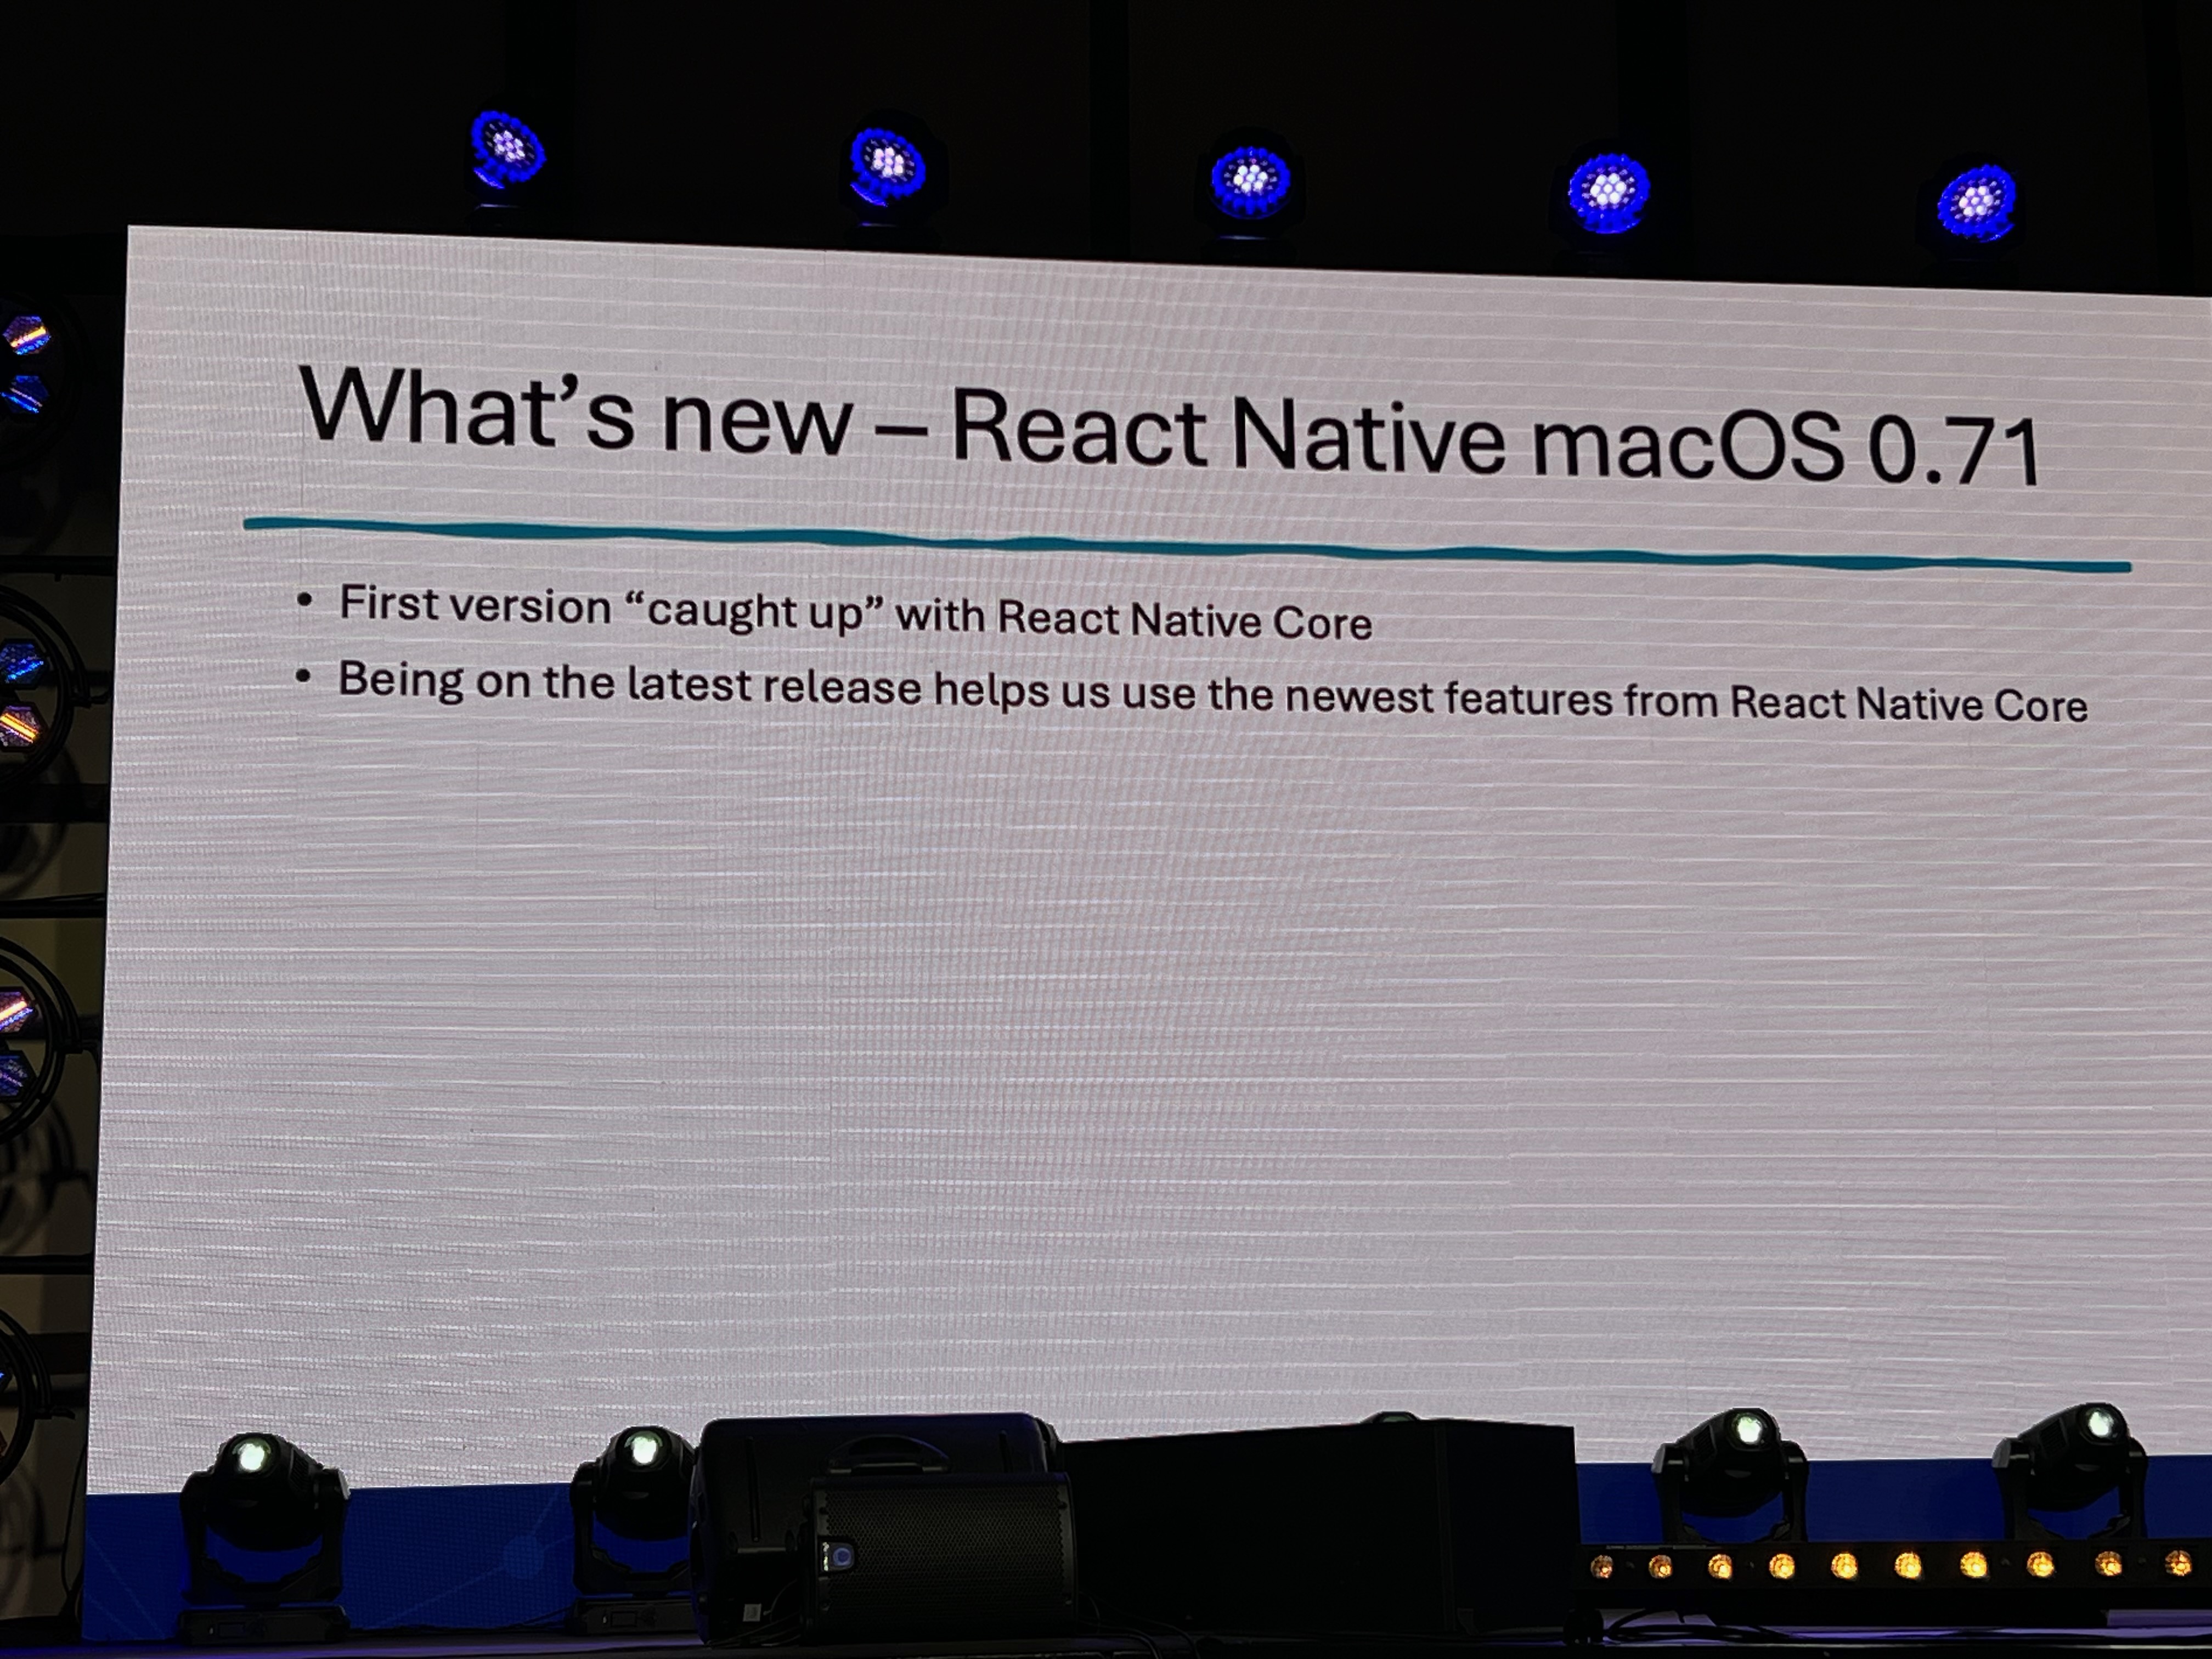 What’s new – React Native macOS 0.71
• First version “caught up” with React Native Core
• Being on the latest release helps us use the newest features from React Native Core